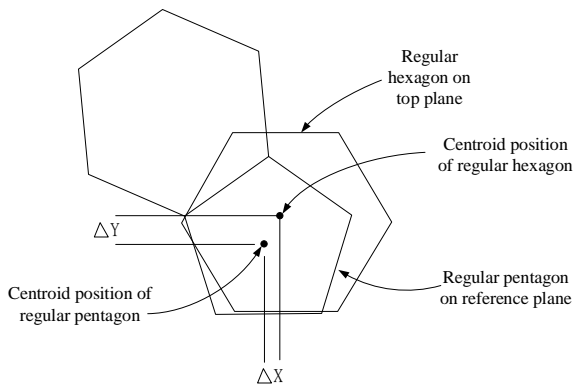 Regular
hexagon on
top plane
Centroid position
of regular hexagon
△Y
Centroid position of
regular pentagon
Regular pentagon
on reference plane
△X